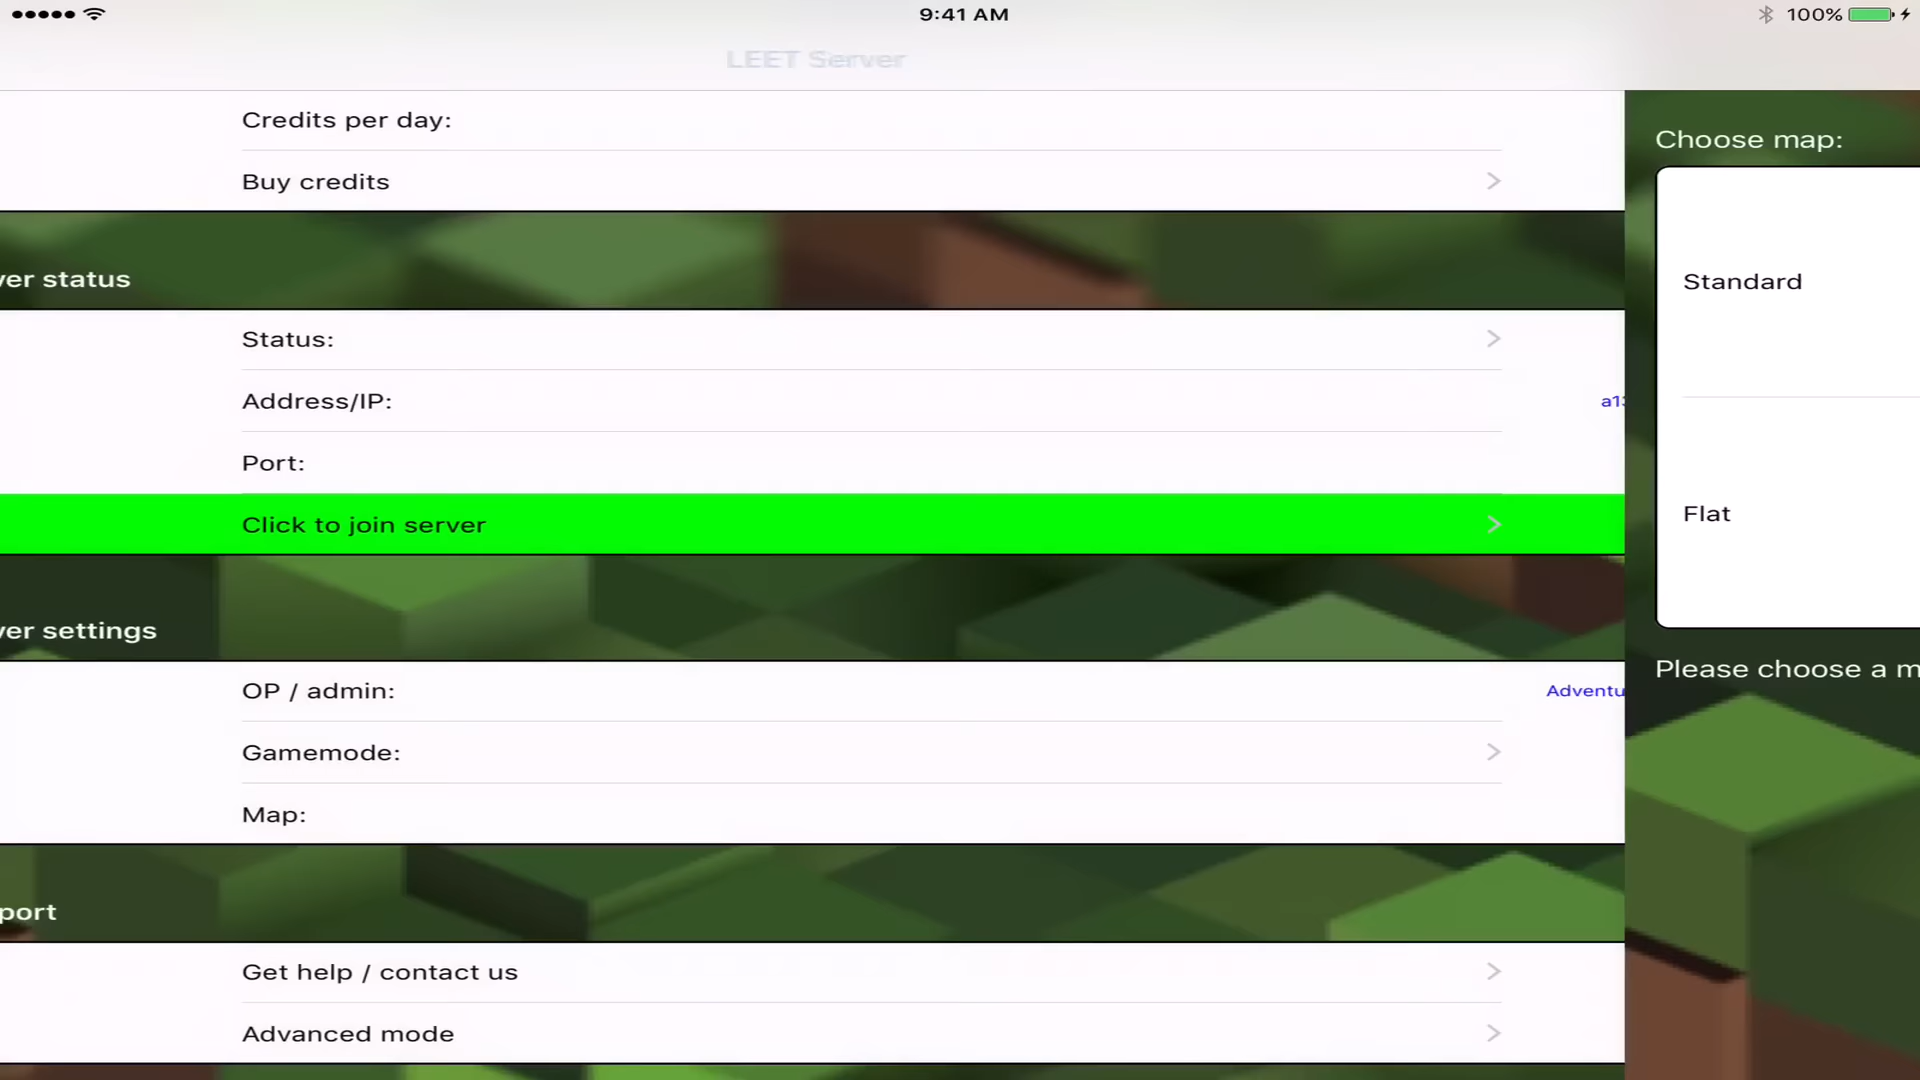 9:41 AM
100%
LEET Server
Credits per day:
Buy credits
ver status
Status:
Address/IP:
a13
Port:
Click to join server
ver settings
OP / admin:
Adventu
Gamemode:
Map:
port
Get help / contact us
Advanced mode
Choose map:
Standard
Flat
Please choose a m